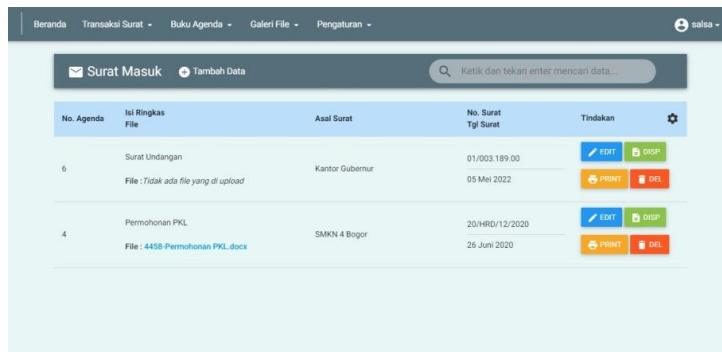 Beranda Transaksi Surat Buku Agenda Galeri File Pengaturan salsa
Surat Masuk Tambah Data Ketik dan tekan enter mencari data...
No. Agenda Isi Ringkas Asal Surat No. Surat Tindakan
File Tgl Surat
Surat Undangan 01/003.189.00 EDIT DISP
6 Kantor Gubernur
File : Tidak ada file yang di upload 05 Mei 2022 PRINT DEL
Permohonan PKL 20/HRD/12/2020 EDIT DISP
4 SMKN 4 Bogor
File : 4458-Permohonan PKL.docx 26 Juni 2020 PRINT DEL